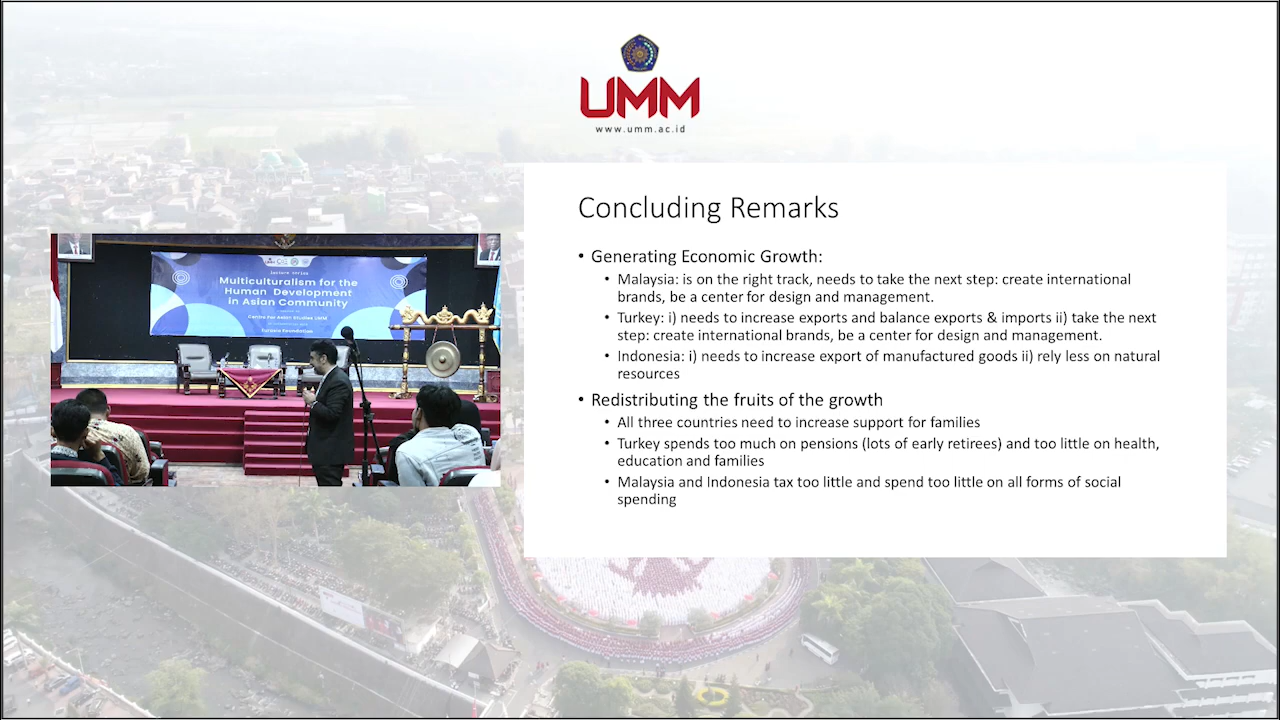 UMM
www.umm.ac.id
lecture series
Multiculturalism for the
Human Development
in Asian Community
Centre For Asian Studies UMM
Eurasia Foundation
Concluding Remarks
• Generating Economic Growth:
• Malaysia: is on the right track, needs to take the next step: create international
brands, be a center for design and management.
• Turkey: i) needs to increase exports and balance exports & imports ii) take the next
step: create international brands, be a center for design and management.
• Indonesia: i) needs to increase export of manufactured goods ii) rely less on natural
resources
• Redistributing the fruits of the growth
• All three countries need to increase support for families
• Turkey spends too much on pensions (lots of early retirees) and too little on health,
education and families
• Malaysia and Indonesia tax too little and spend too little on all forms of social
spending